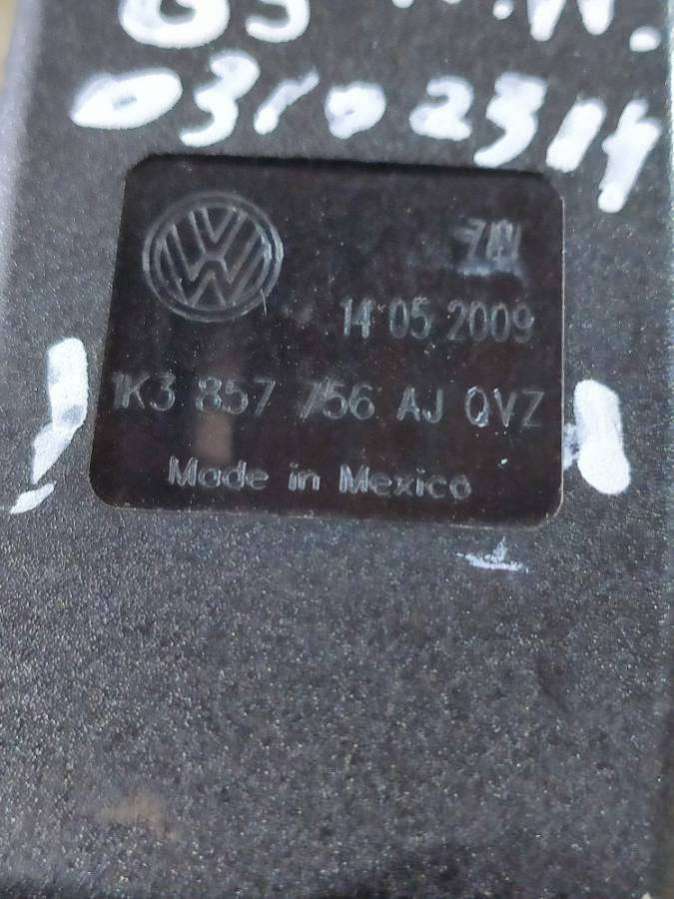 03102314
14 05 2009
1K3 857 756 AJ QVZ
Made in Mexico